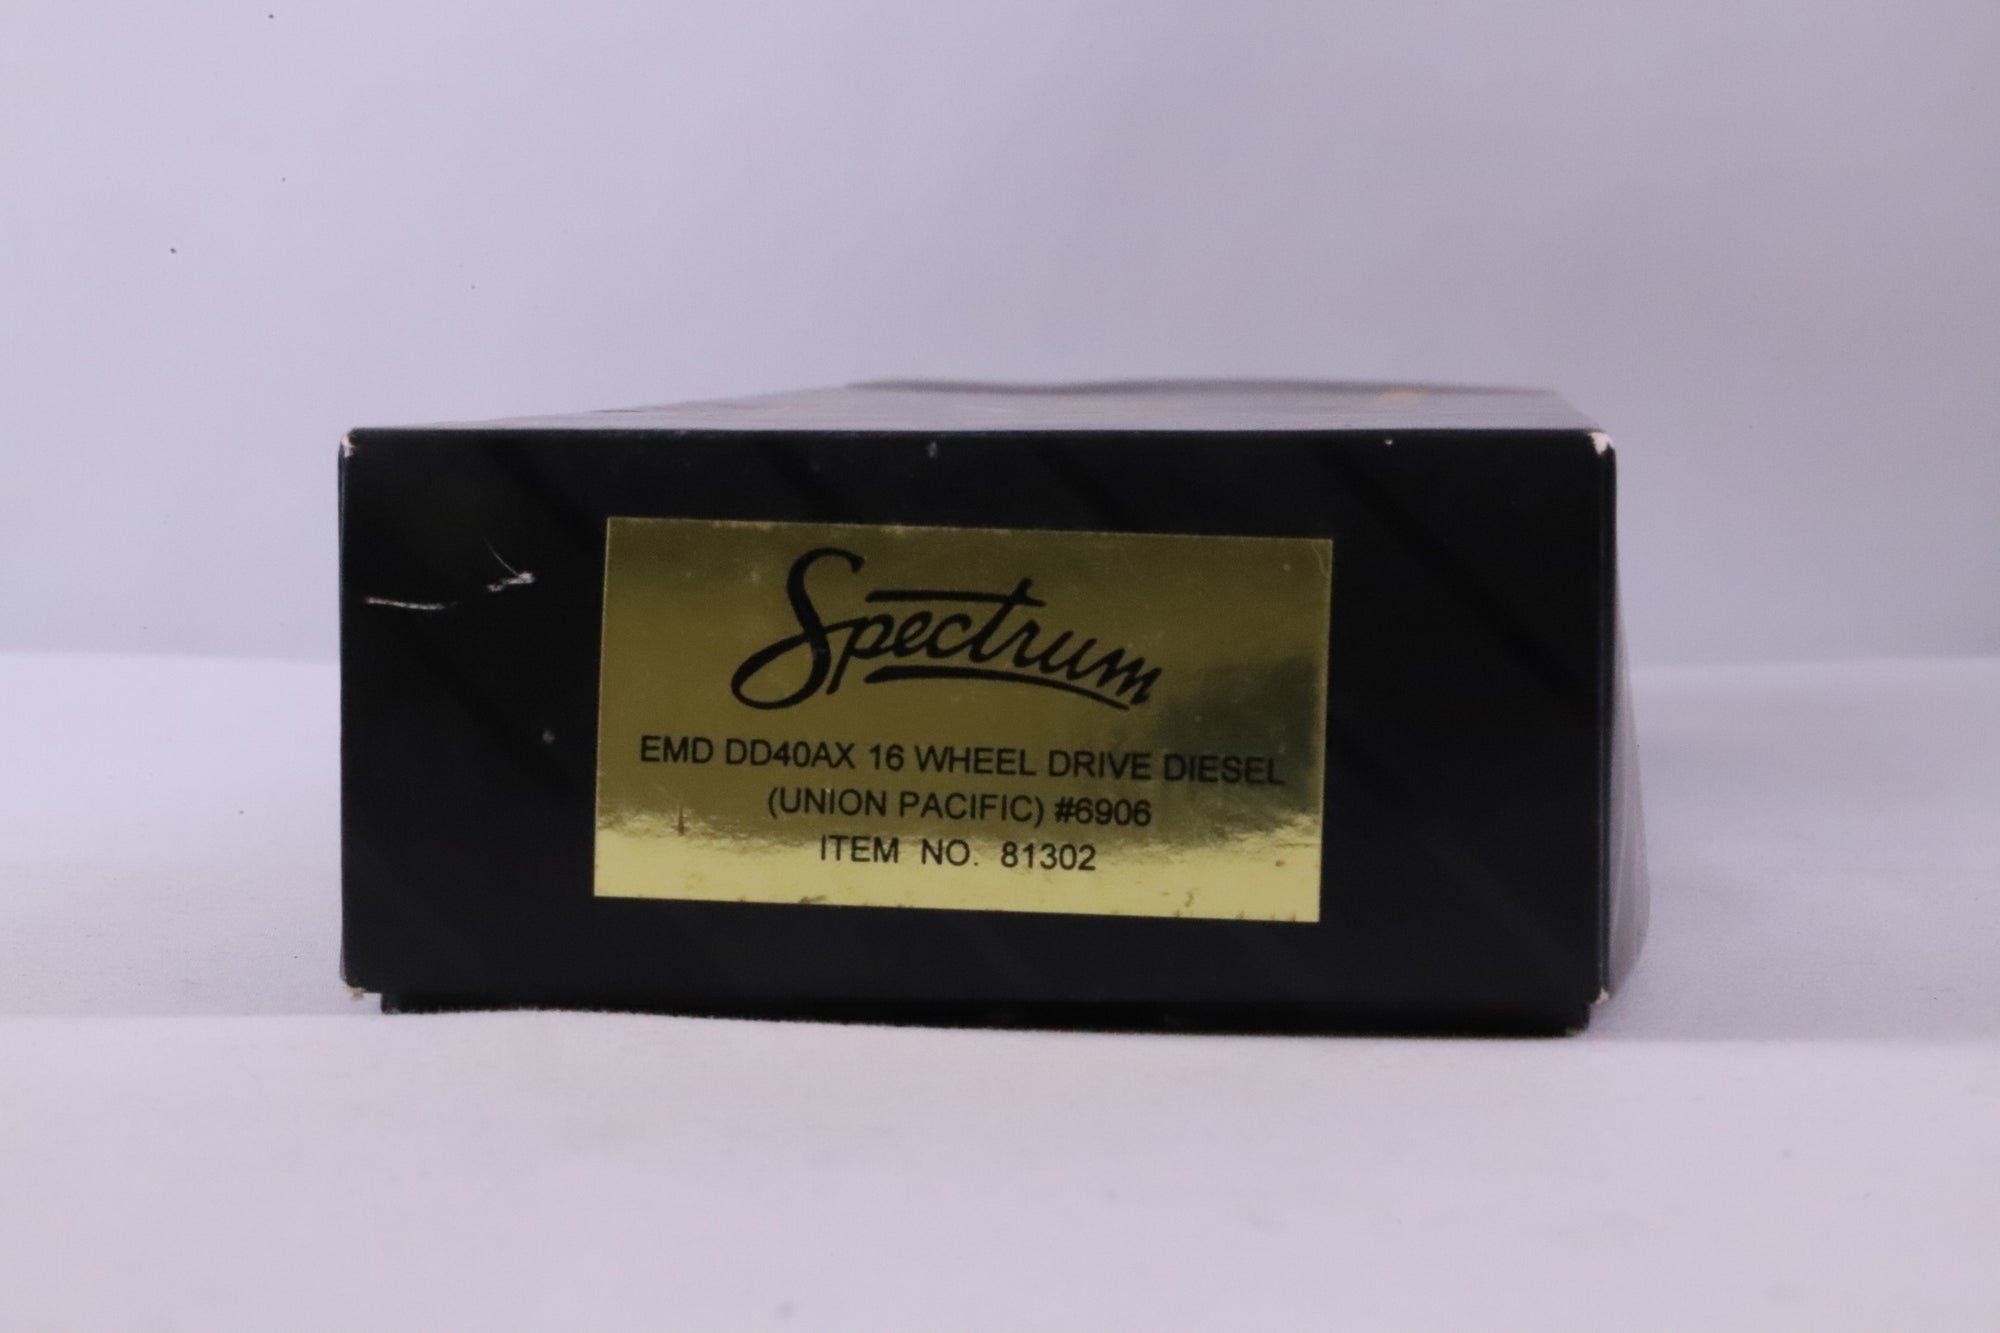 Spectrum
EMD DD40AX 16 WHEEL DRIVE DIESEL
(UNION PACIFIC) #6906
ITEM NO. 81302